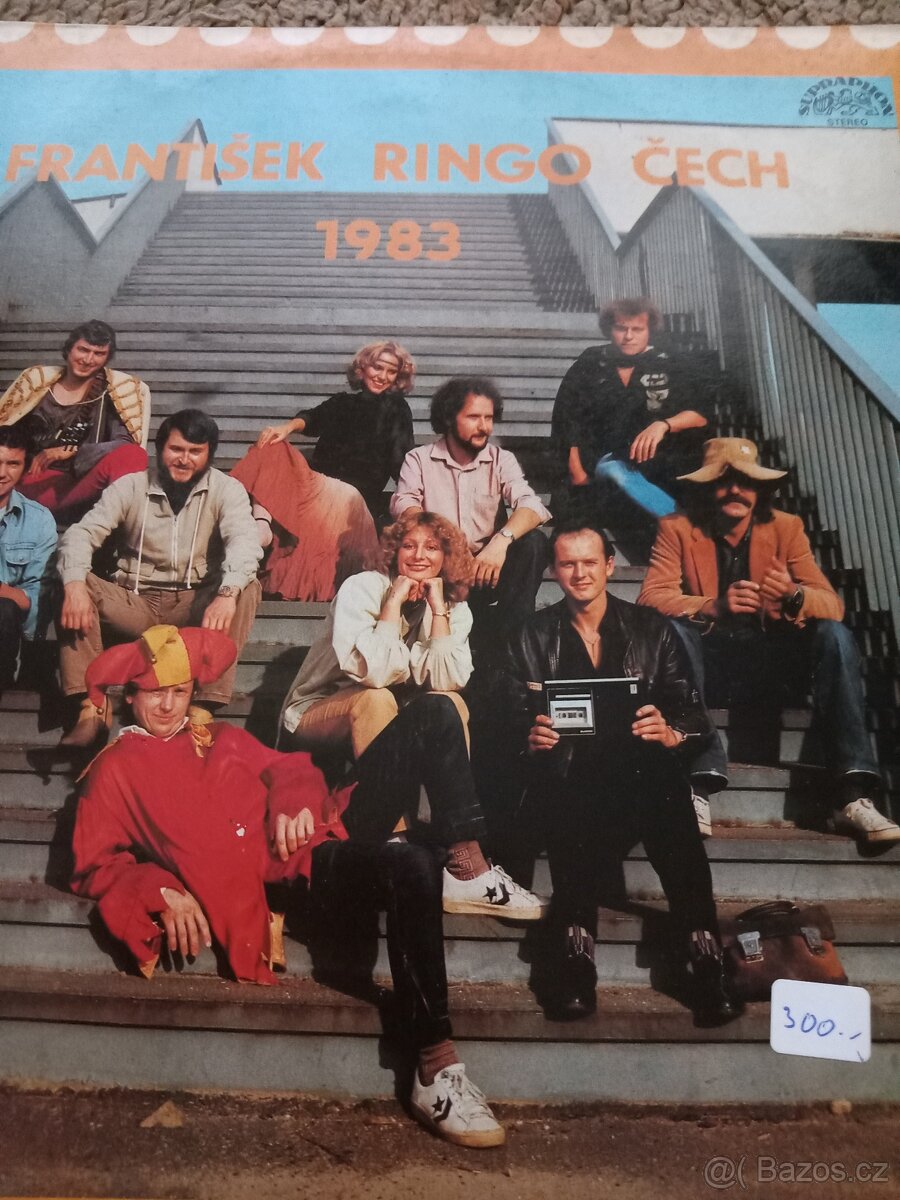 SUPRAPHON
STEREO
FRANTIŠEK RINGO ČECH
1983
300.-
@( Bazos.cz